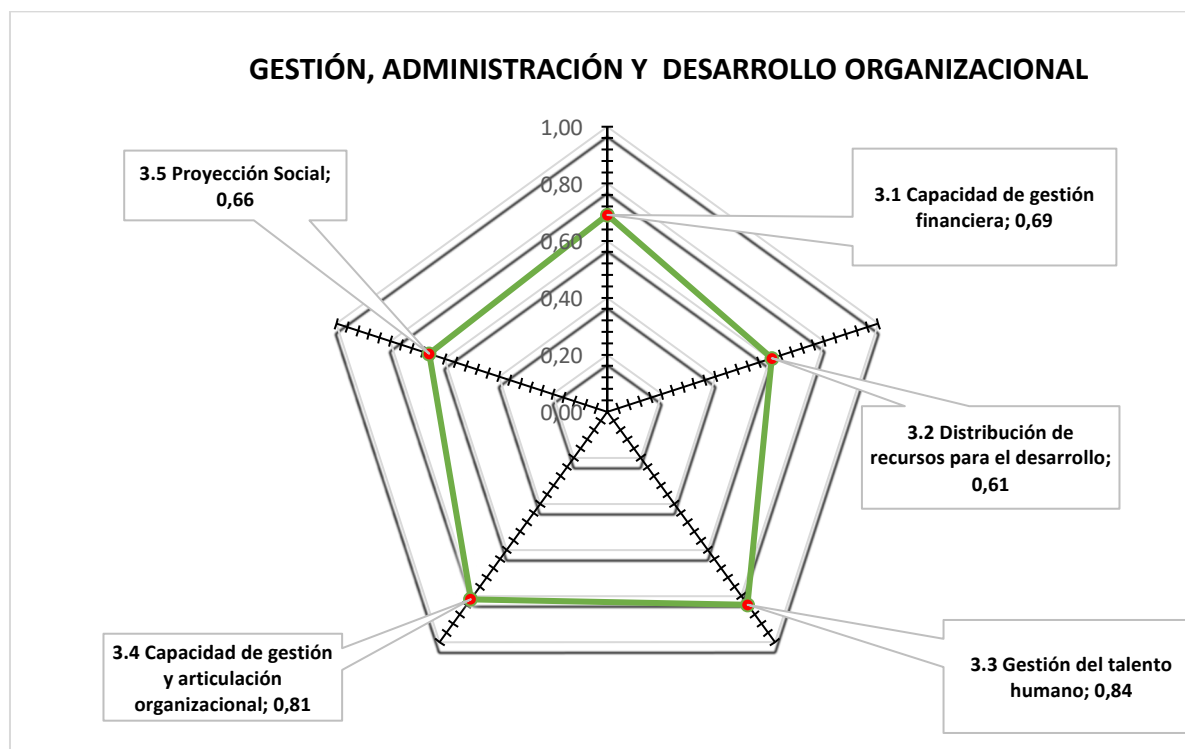 GESTIÓN, ADMINISTRACIÓN Y  DESARROLLO ORGANIZACIONAL
1,00
0,80
0,60
0,40
0,20
0,00
3.1 Capacidad de gestión
financiera; 0,69
3.2 Distribución de
recursos para el desarrollo;
0,61
3.3 Gestión del talento
humano; 0,84
3.4 Capacidad de gestión
y articulación
organizacional; 0,81
3.5 Proyección Social;
0,66